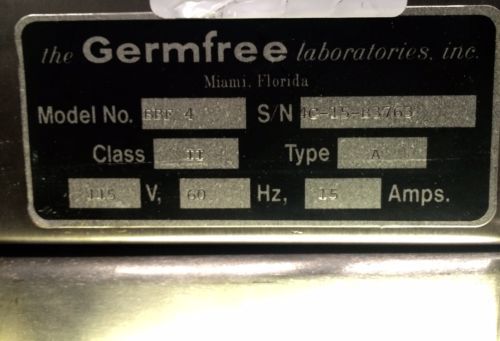 the Germfree laboratories, inc.
Miami, Florida
Model No. BBF 4 S/N
Class II Type A
115 V, 60 Hz, 15 Amps.